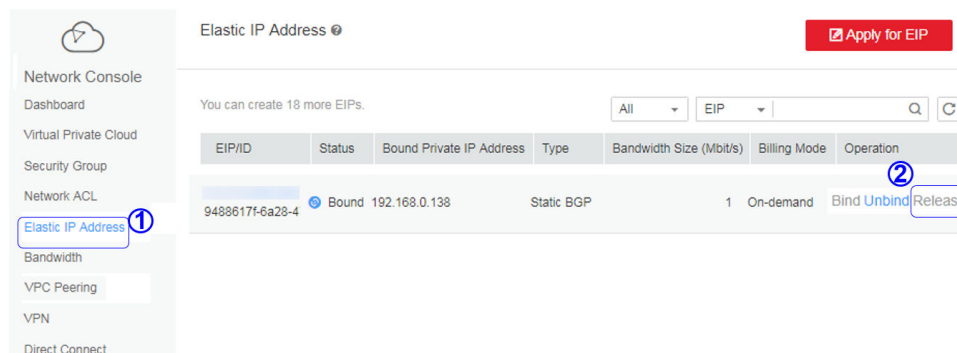 Elastic IP Address
Apply for EIP
Network Console
Dashboard
Virtual Private Cloud
Security Group
Network ACL
Elastic IP Address ①
Bandwidth
VPC Peering
VPN
Direct Connect
You can create 18 more EIPs.
All EIP
EIP/ID Status Bound Private IP Address Type Bandwidth Size (Mbit/s) Billing Mode Operation
②
9488617f-6a28-4 Bound 192.168.0.138 Static BGP 1 On-demand Bind Unbind Releas